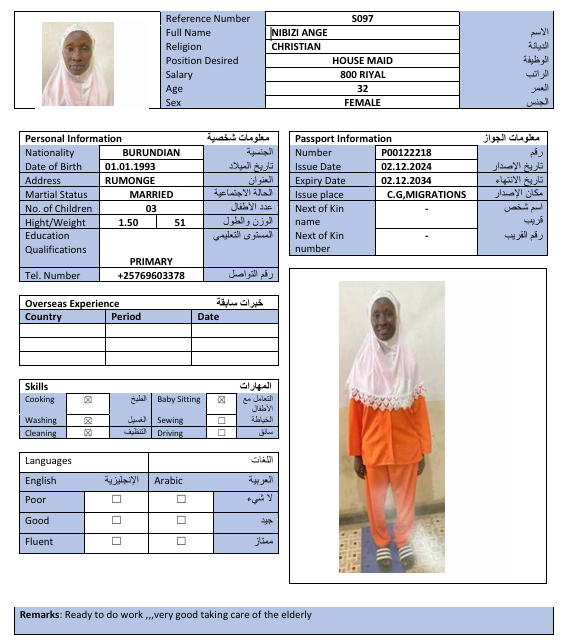 Reference Number S097
Full Name NIBIZI ANGE الاسم
Religion CHRISTIAN الديانة
Position Desired HOUSE MAID الوظيفة
Salary 800 RIYAL الراتب
Age 32 العمر
Sex FEMALE الجنس
Personal Information معلومات شخصية
Nationality BURUNDIAN الجنسية
Date of Birth 01.01.1993 تاريخ الميلاد
Address RUMONGE العنوان
Martial Status MARRIED الحالة الاجتماعية
No. of Children 03 عدد الأطفال
Hight/Weight 1.50 51 الوزن والطول
Education المستوى التعليمي
Qualifications
PRIMARY
Tel. Number +25769603378 رقم التواصل
Passport Information معلومات الجواز
Number P00122218 رقم
Issue Date 02.12.2024 تاريخ الإصدار
Expiry Date 02.12.2034 تاريخ الانتهاء
Issue place C.G,MIGRATIONS مكان الإصدار
Next of Kin - اسم شخص
name قريب
Next of Kin - رقم القريب
number
Overseas Experience خبرات سابقة
Country Period Date
Skills المهارات
Cooking ☒ الطبخ Baby Sitting ☒ التعامل مع
الأطفال
Washing ☒ الغسيل Sewing ☐ الخياطة
Cleaning ☒ التنظيف Driving ☐ سائق
Languages اللغات
English الإنجليزية Arabic العربية
Poor ☐ ☐ لا شيء
Good ☐ ☐ جيد
Fluent ☐ ☐ ممتاز
Remarks: Ready to do work ,,,very good taking care of the elderly